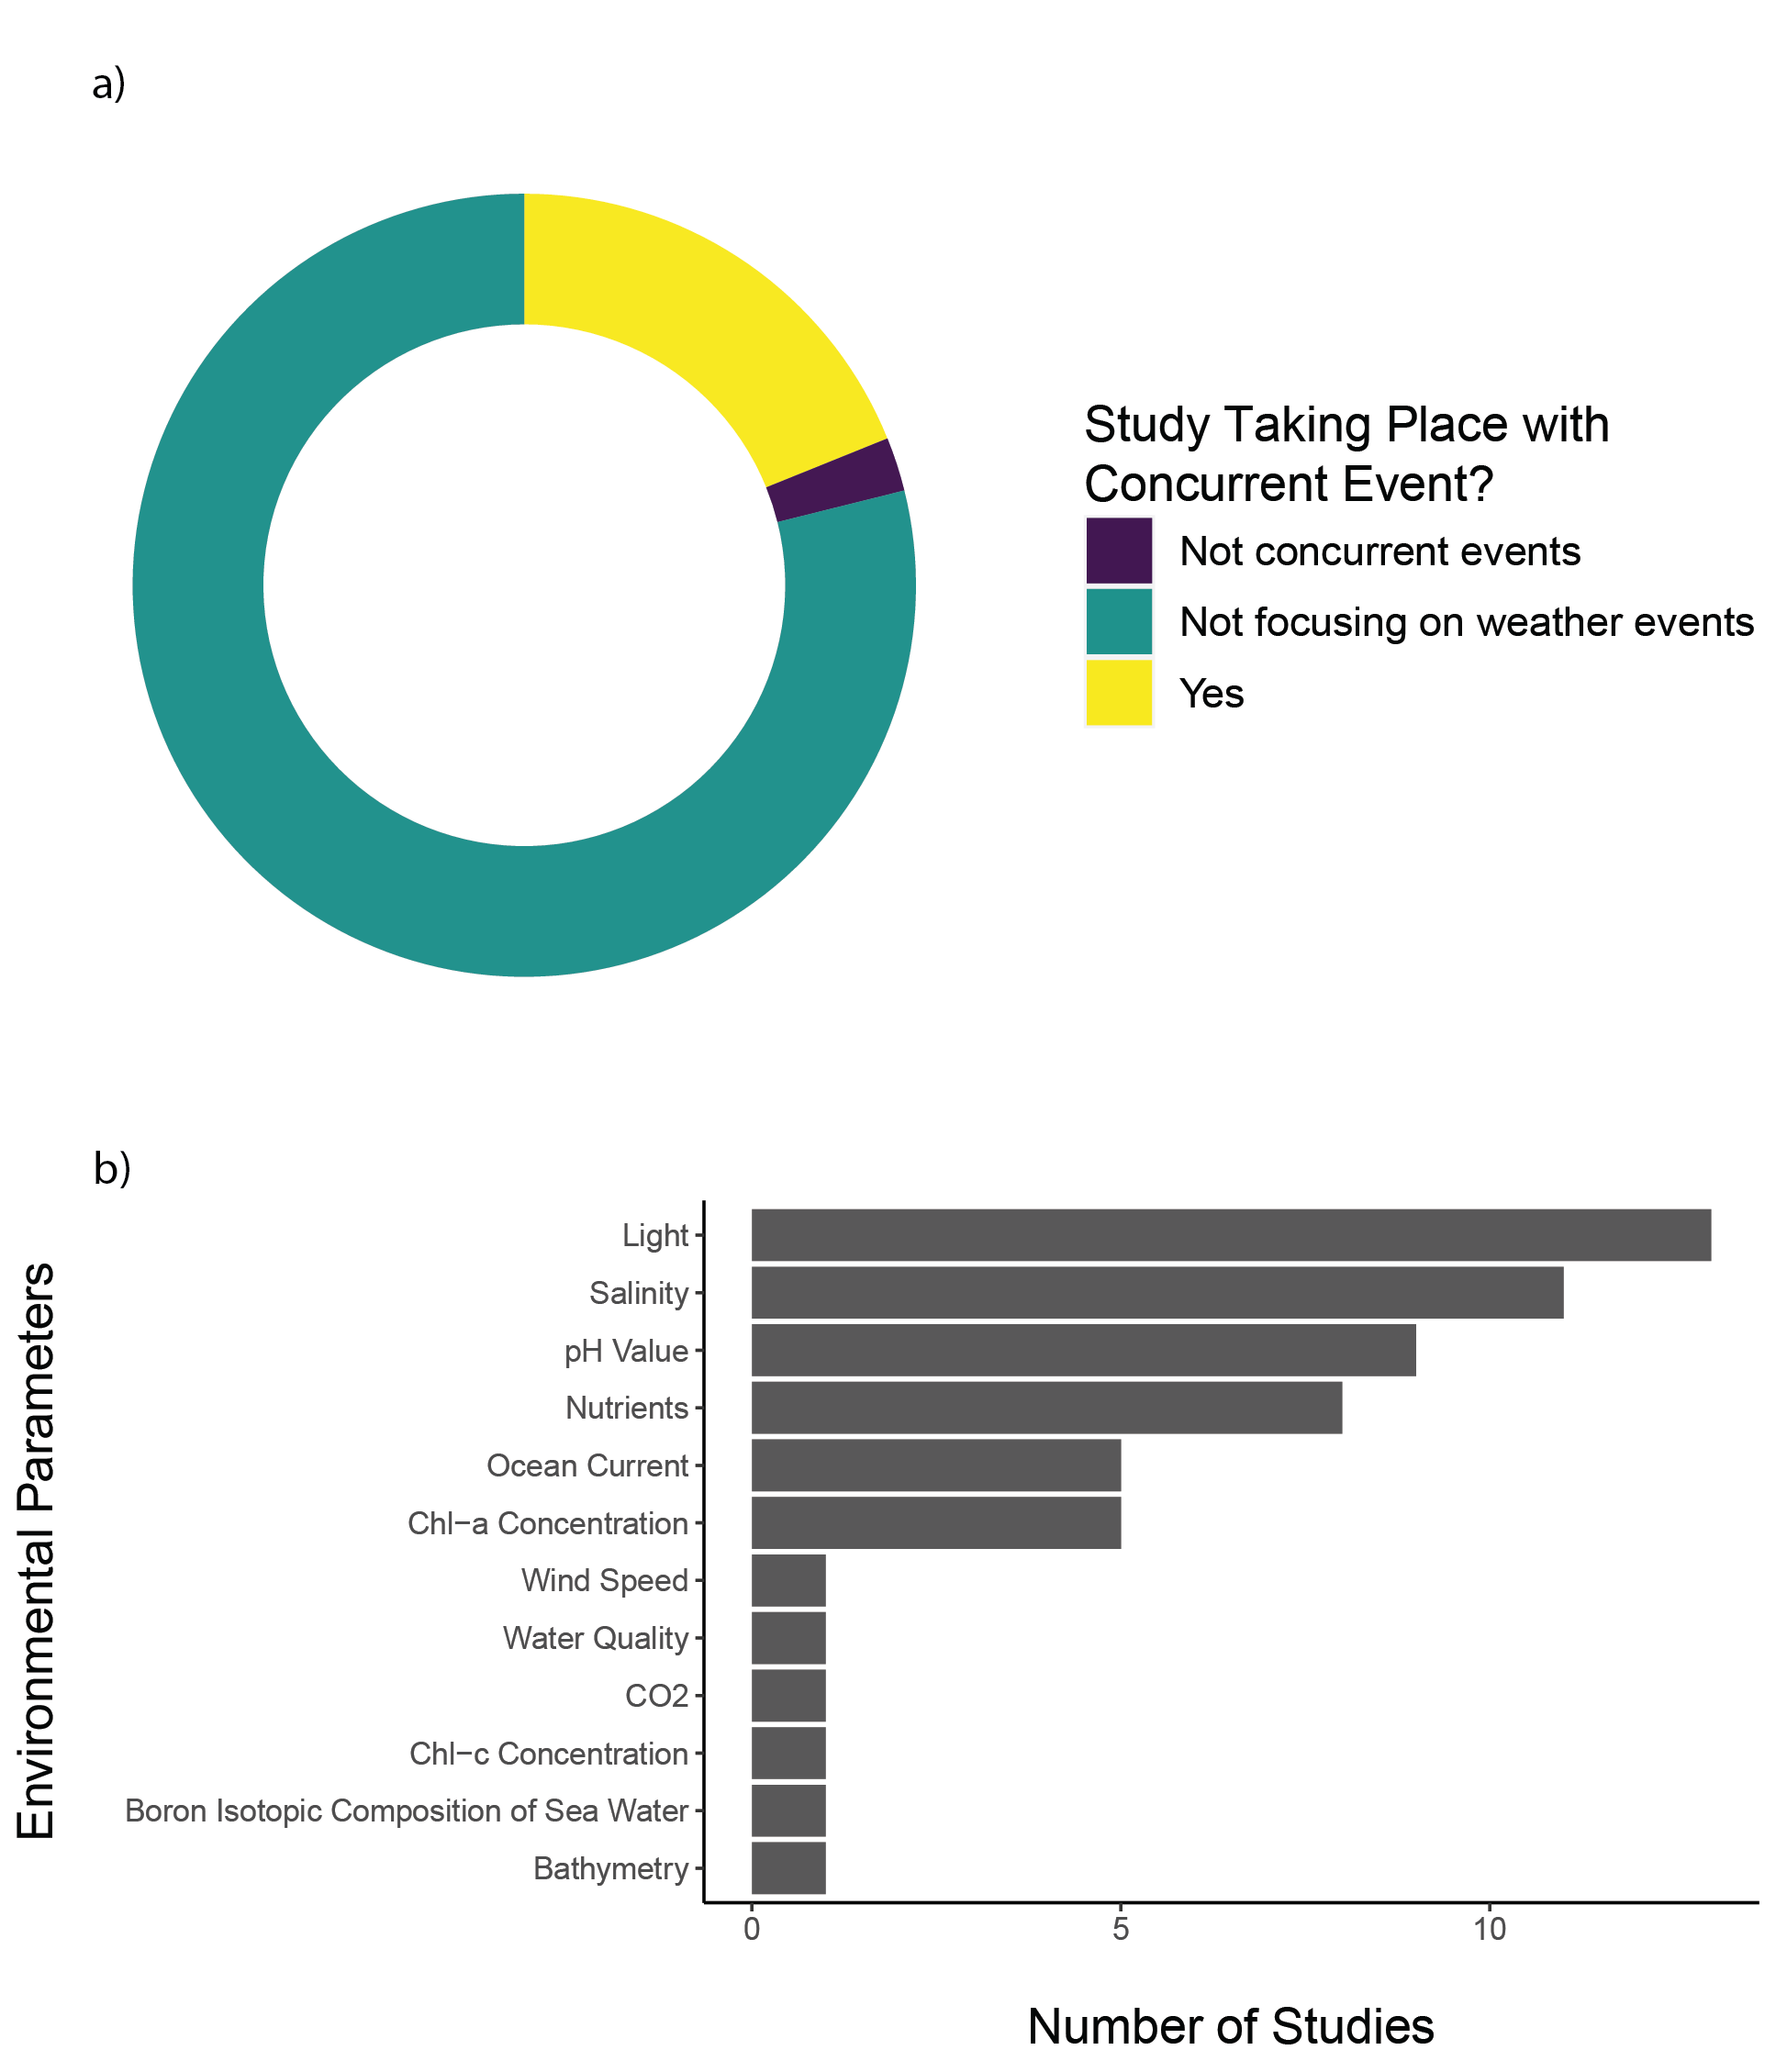 a)
Study Taking Place with
Concurrent Event?
Not concurrent events
Not focusing on weather events
Yes
b)
Environmental Parameters
Light
Salinity
pH Value
Nutrients
Ocean Current
Chl−a Concentration
Wind Speed
Water Quality
CO2
Chl−c Concentration
Boron Isotopic Composition of Sea Water
Bathymetry
0 5 10
Number of Studies